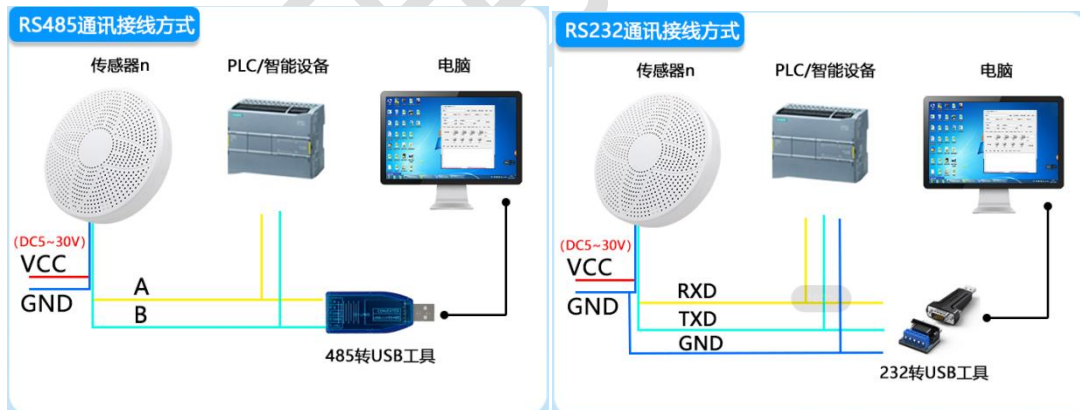 RS485通讯接线方式
传感器n
PLC/智能设备
电脑
(DC5~30V)
VCC
GND
A
B
485转USB工具
RS232通讯接线方式
传感器n
PLC/智能设备
电脑
(DC5~30V)
VCC
GND
RXD
TXD
GND
232转USB工具